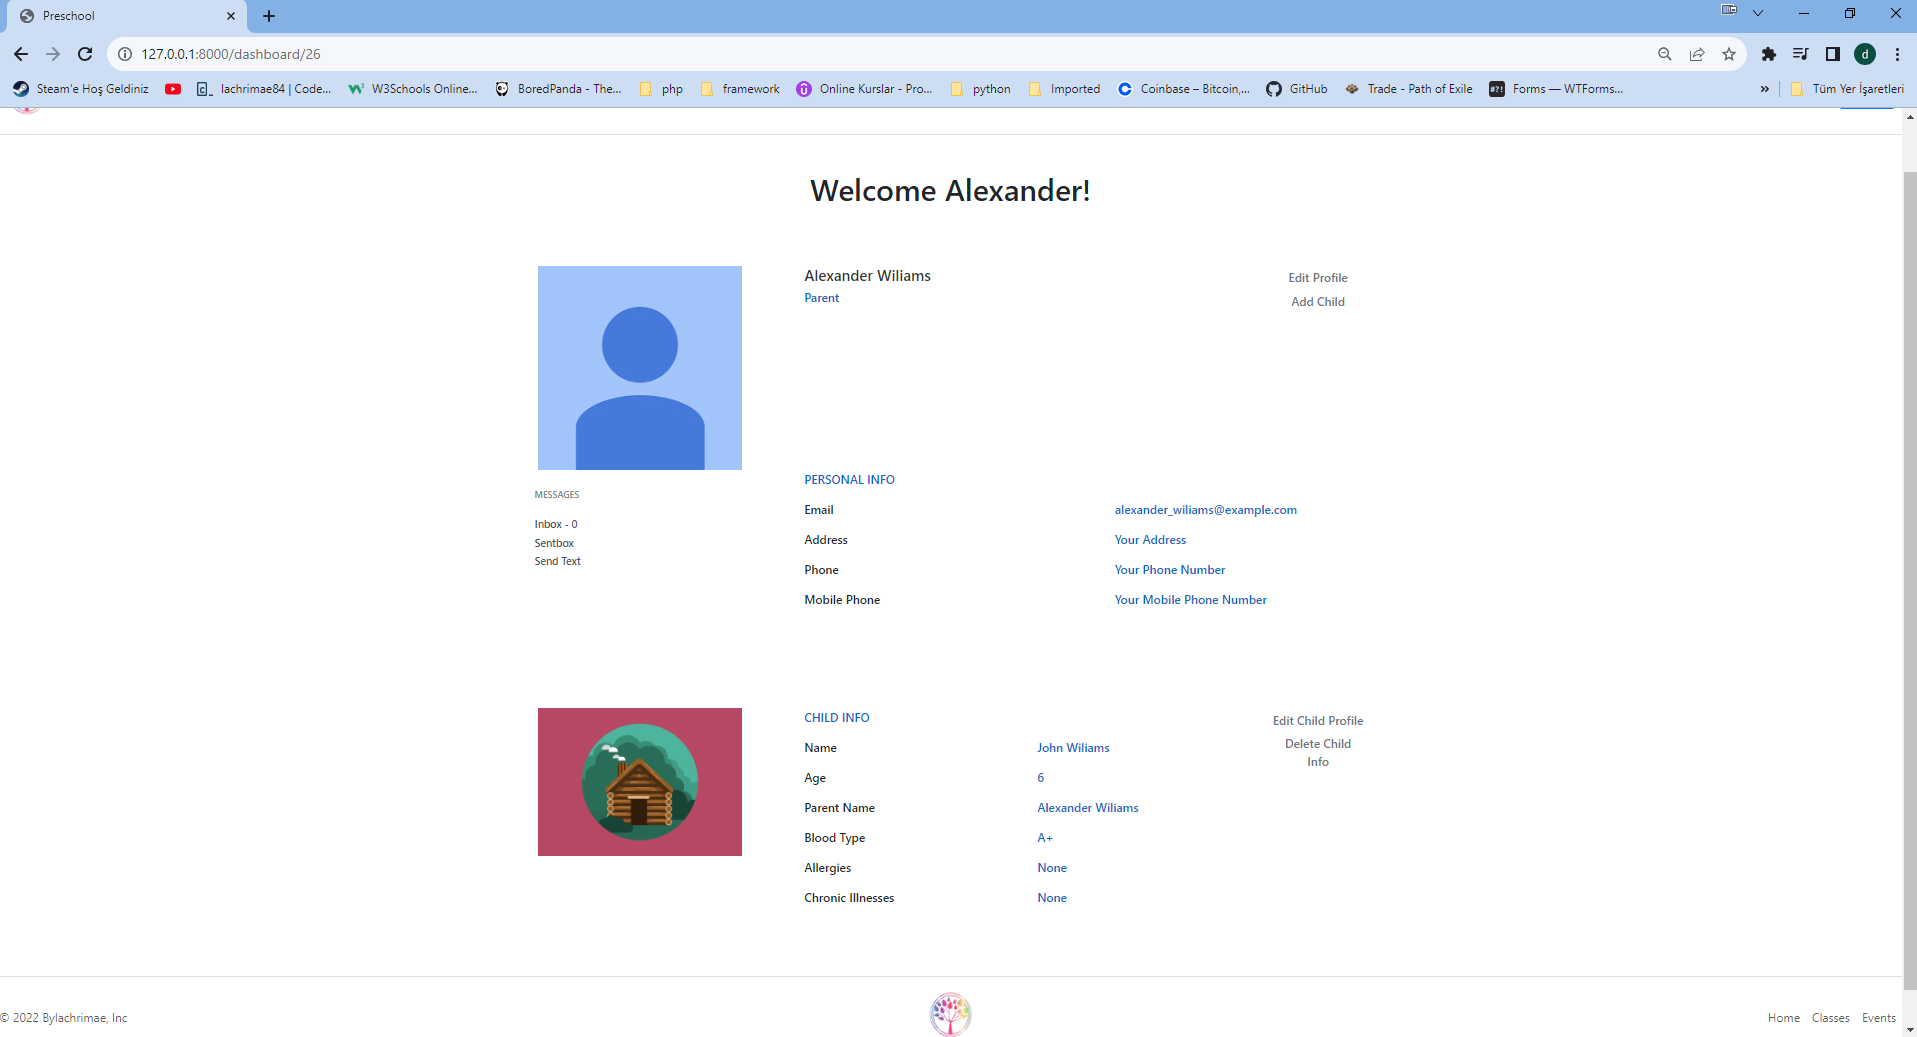 Preschool
127.0.0.1:8000/dashboard/26
d
Steam'e Hoş Geldiniz
lachrimae84 | Code...
W3Schools Online...
BoredPanda - The...
php
framework
Online Kurslar - Pro...
python
Imported
Coinbase – Bitcoin,...
GitHub
Trade - Path of Exile
#?!
Forms — WTForms...
»
Tüm Yer İşaretleri
Welcome Alexander!
Alexander Wiliams
Parent
Edit Profile
Add Child
MESSAGES
Inbox - 0
Sentbox
Send Text
PERSONAL INFO
Email alexander_wiliams@example.com
Address Your Address
Phone Your Phone Number
Mobile Phone Your Mobile Phone Number
CHILD INFO
Name John Wiliams
Age 6
Parent Name Alexander Wiliams
Blood Type A+
Allergies None
Chronic Illnesses None
Edit Child Profile
Delete Child
Info
© 2022 Bylachrimae, Inc
Home Classes Events